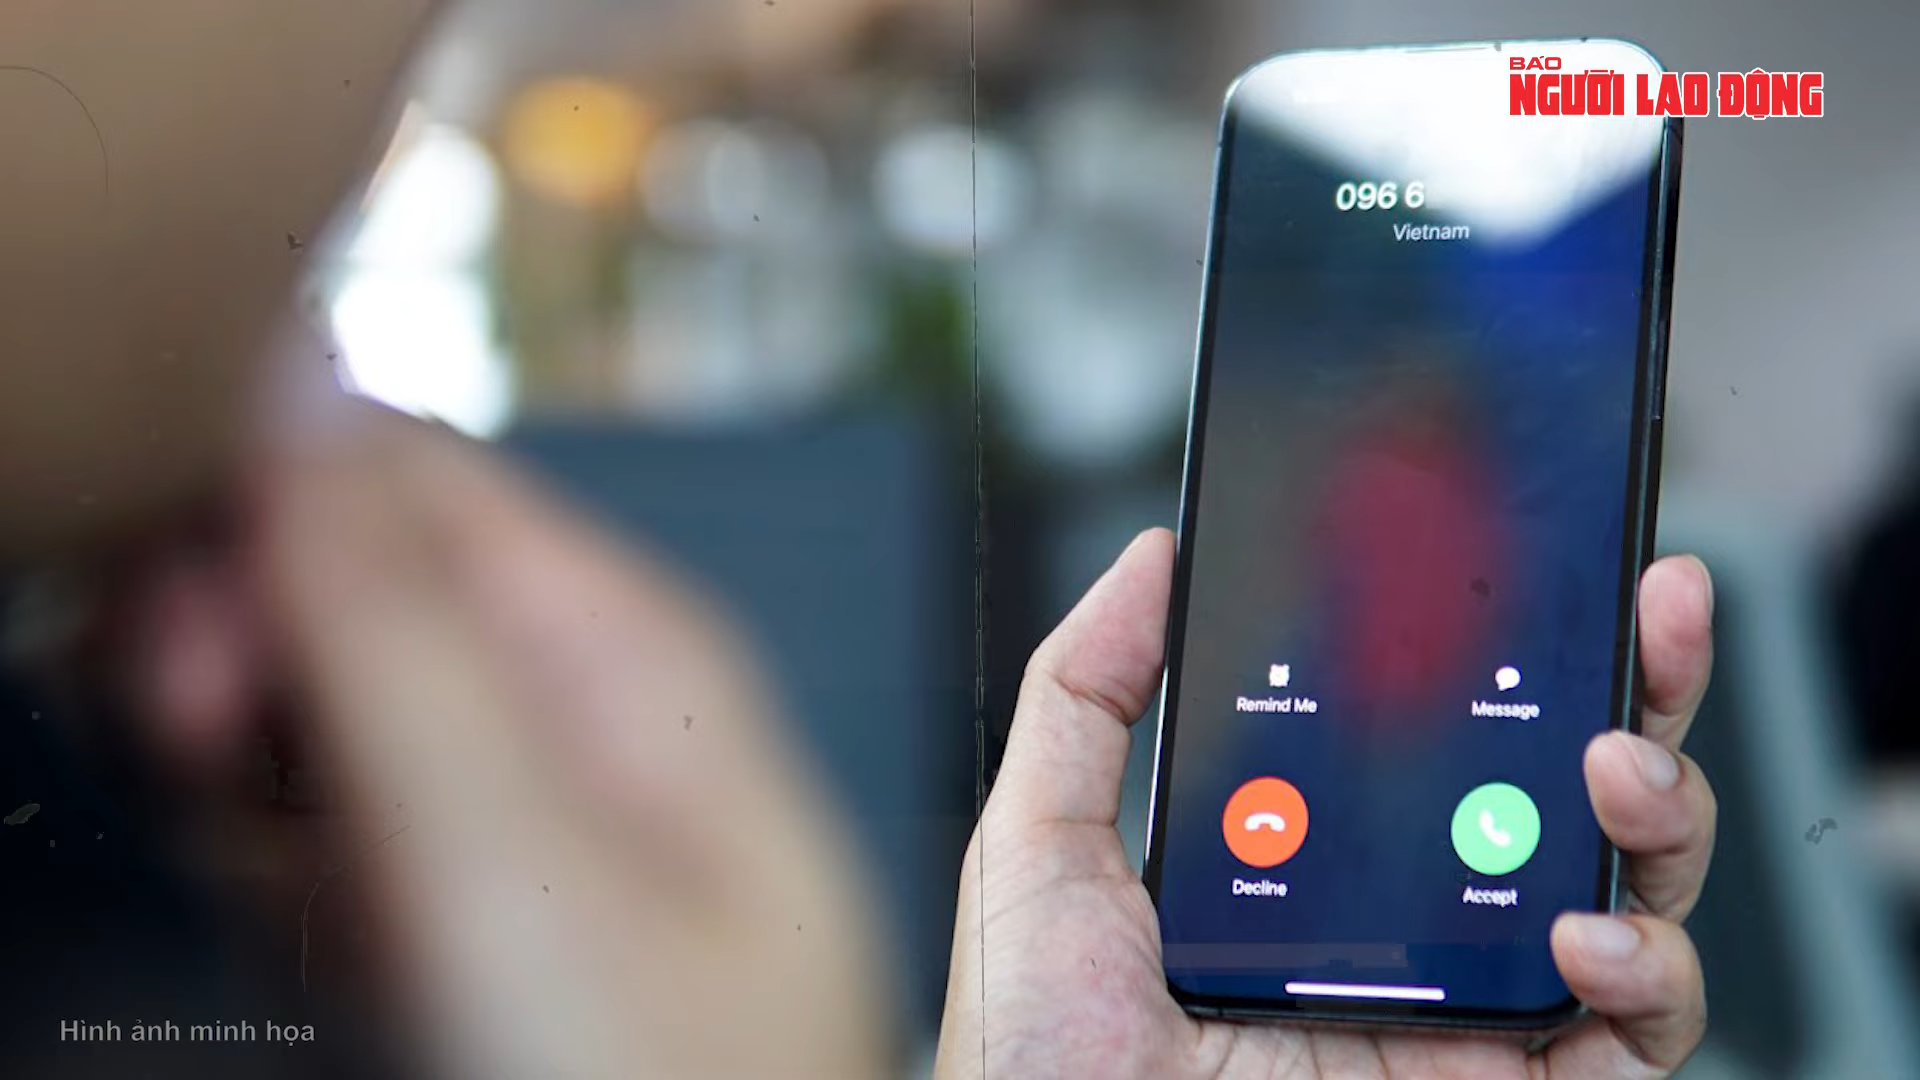 BÁO
NGƯỜI LAO ĐỘNG
096 6
Vietnam
Remind Me
Message
Decline
Accept
Hình ảnh minh họa